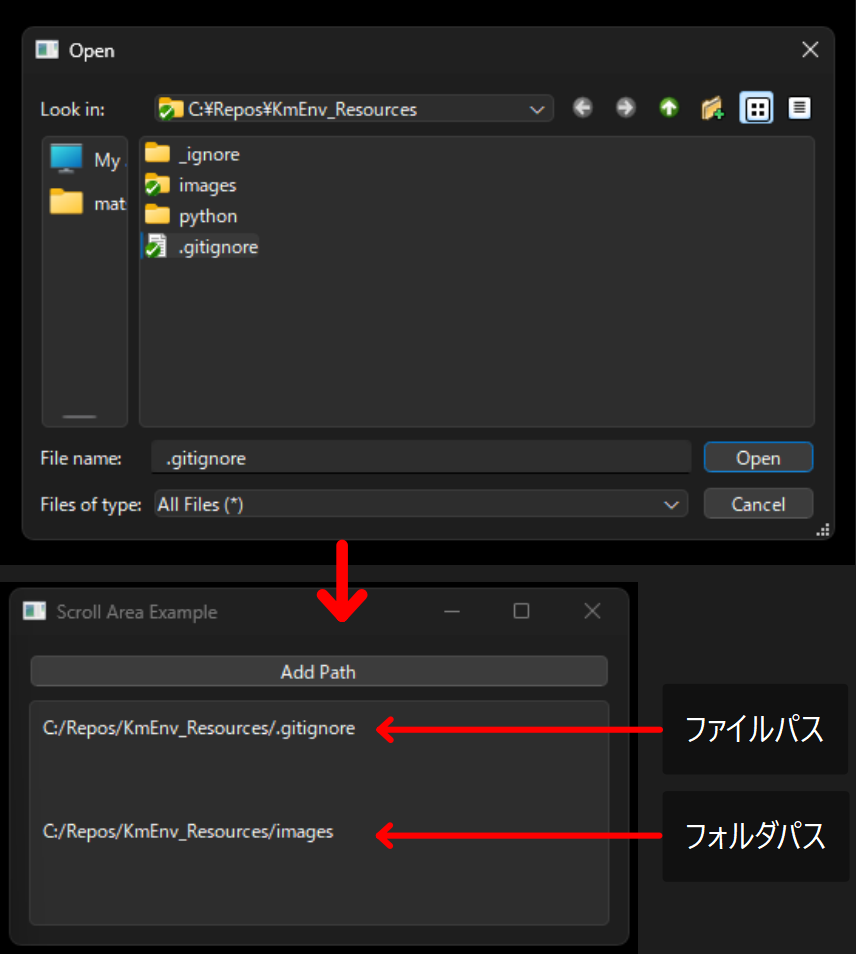 Open
Look in:
C:¥Repos¥KmEnv_Resources
My
mat
_ignore
images
python
.gitignore
File name:
.gitignore
Open
Files of type:
All Files (*)
Cancel
Scroll Area Example
Add Path
C:/Repos/KmEnv_Resources/.gitignore
ファイルパス
C:/Repos/KmEnv_Resources/images
フォルダパス